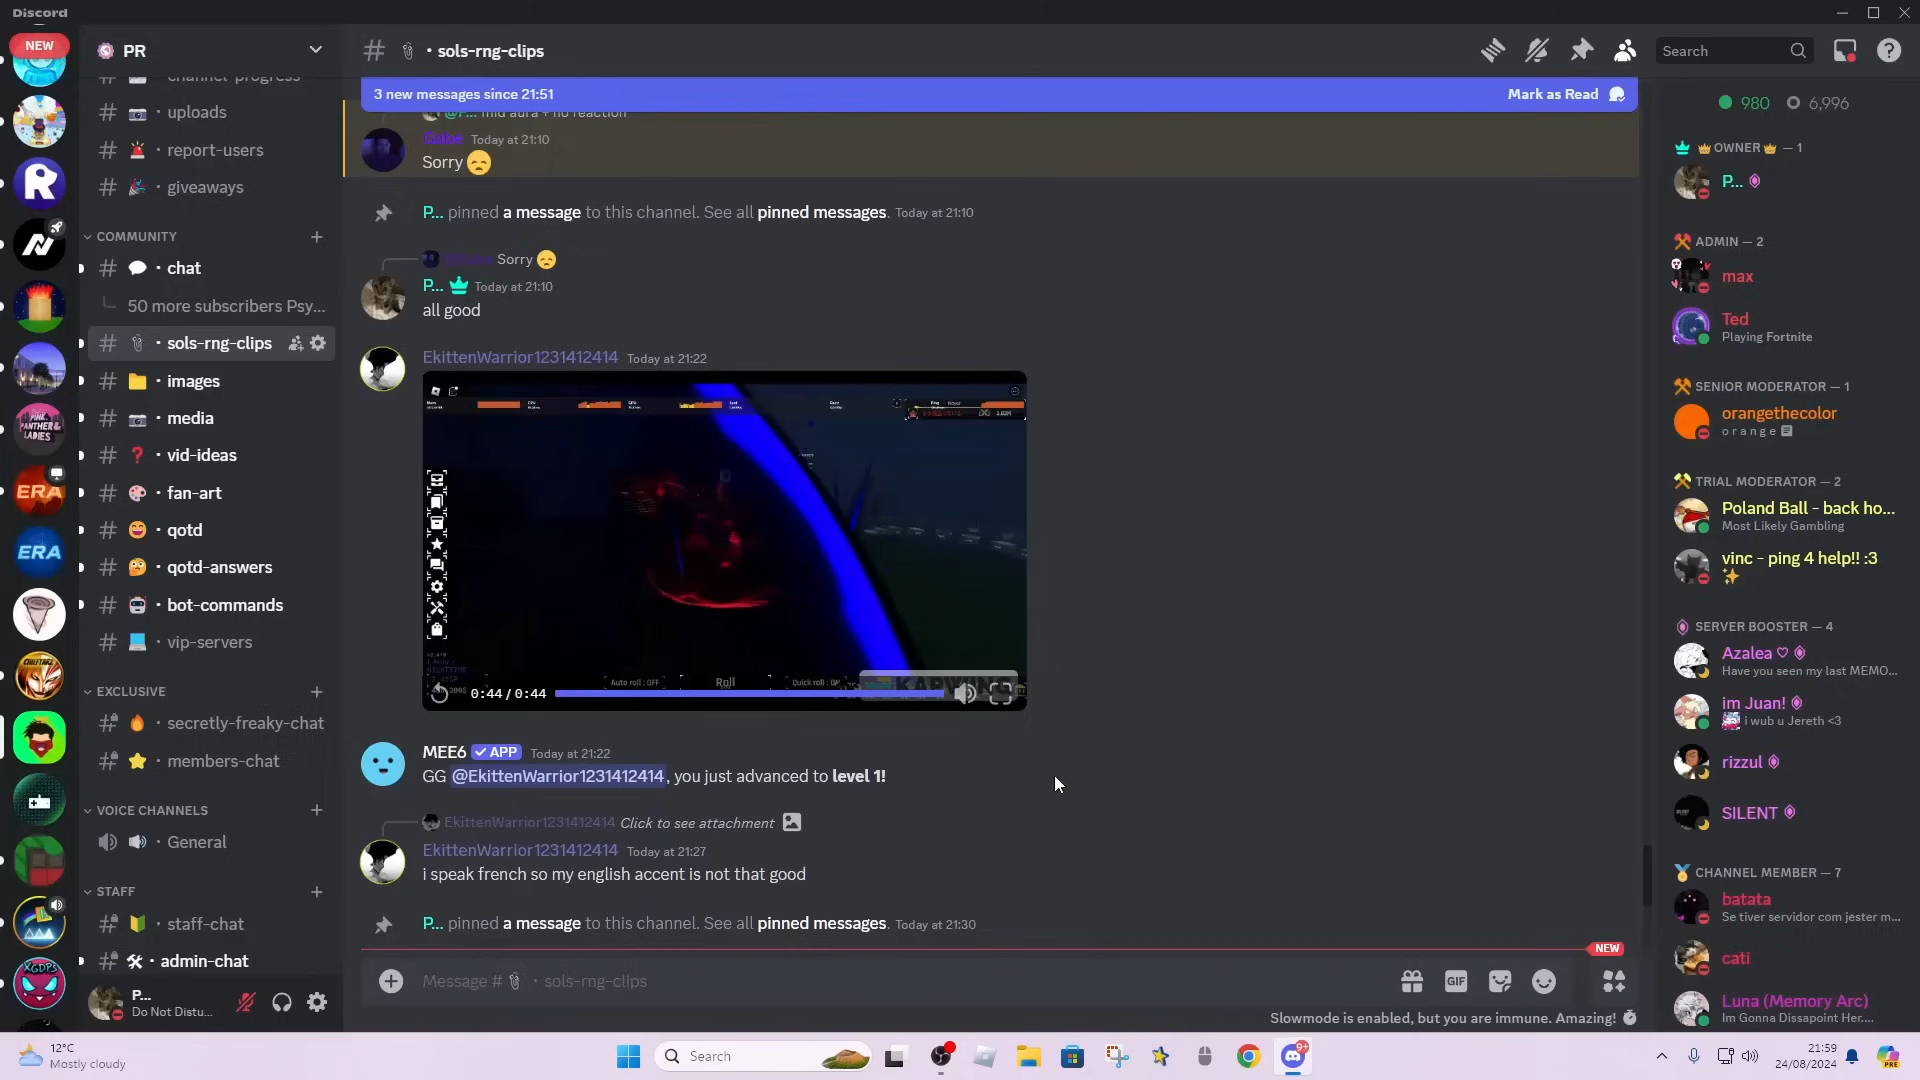 Discord
NEW
PR
channel-progress
uploads
report-users
giveaways
COMMUNITY
chat
50 more subscribers Psy...
sols-rng-clips
images
media
vid-ideas
fan-art
qotd
qotd-answers
bot-commands
vip-servers
EXCLUSIVE
secretly-freaky-chat
members-chat
VOICE CHANNELS
General
STAFF
staff-chat
admin-chat
P...
Do Not Distu...
ERA
ERA
PINK
PANTHER &
LADIES
CHIEFTAIN
XGDPS
sols-rng-clips
Search
3 new messages since 21:51
Mark as Read
@P... mid aura + no reaction
Today at 21:10
Sorry 😞
P... pinned a message to this channel. See all pinned messages. Today at 21:10
Sorry 😞
P... Today at 21:10
all good
EkittenWarrior1231412414 Today at 21:22
Auto roll : OFF Roll Quick roll : ON
KAPWING
0:44 / 0:44
MEE6 ✓ APP Today at 21:22
GG @EkittenWarrior1231412414, you just advanced to level 1!
EkittenWarrior1231412414 Click to see attachment
EkittenWarrior1231412414 Today at 21:27
i speak french so my english accent is not that good
P... pinned a message to this channel. See all pinned messages. Today at 21:30
NEW
Message # · sols-rng-clips
GIF
Slowmode is enabled, but you are immune. Amazing!
980 6,996
OWNER — 1
P...
ADMIN — 2
max
Ted
Playing Fortnite
SENIOR MODERATOR — 1
orangethecolor
o r a n g e
TRIAL MODERATOR — 2
Poland Ball - back ho...
Most Likely Gambling
vinc - ping 4 help!! :3
SERVER BOOSTER — 4
Azalea ♡
Have you seen my last MEMO...
im Juan!
i wub u Jereth <3
rizzul
SILENT
CHANNEL MEMBER — 7
batata
Se tiver servidor com jester m...
cati
Luna (Memory Arc)
Im Gonna Dissapoint Her....
12°C
Mostly cloudy
Search
9+
21:59
24/08/2024
PRE